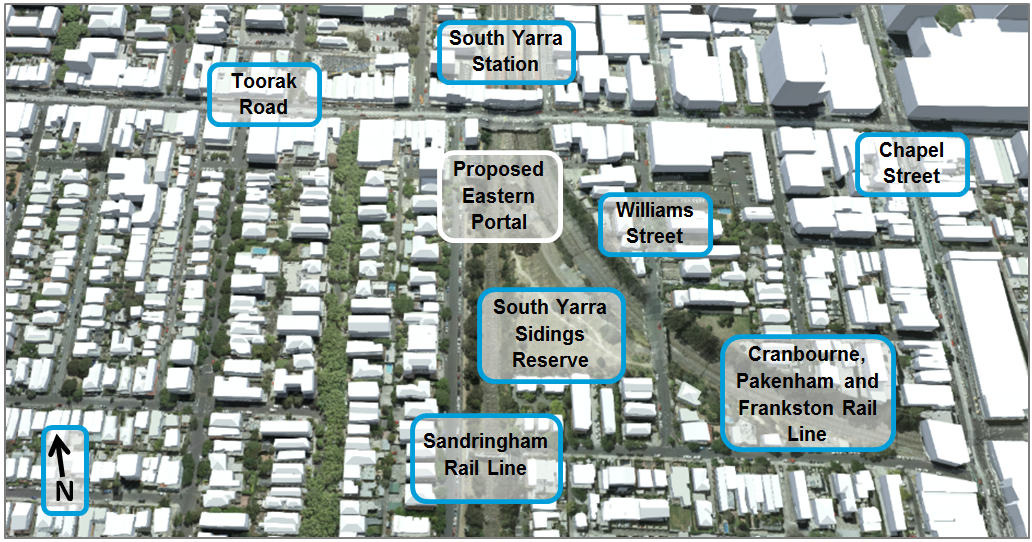 South Yarra
Station
Toorak
Road
Chapel
Street
Proposed
Eastern
Portal
Williams
Street
South Yarra
Sidings
Reserve
Cranbourne,
Pakenham and
Frankston Rail
Line
Sandringham
Rail Line
N